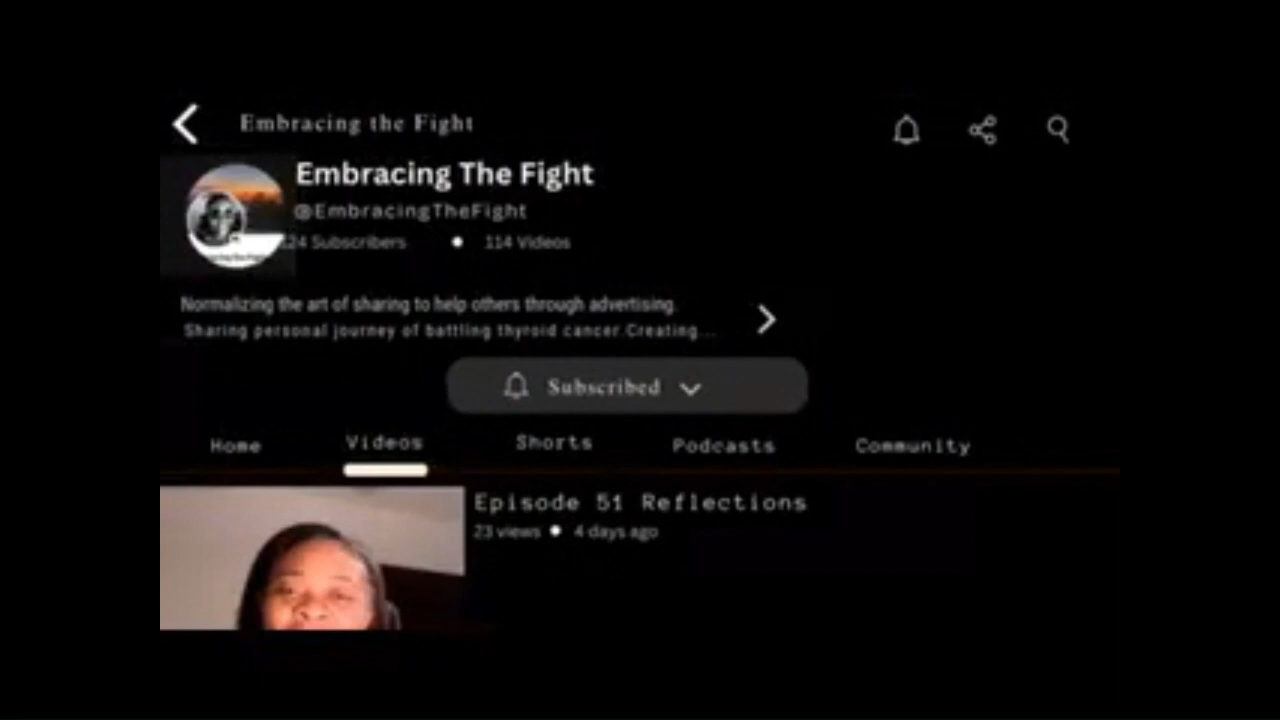 Embracing the Fight
Embracing The Fight
@EmbracingTheFight
124 Subscribers • 114 Videos
Normalizing the art of sharing to help others through advertising.
Sharing personal journey of battling thyroid cancer.Creating...
Subscribed
Home Videos Shorts Podcasts Community
Episode 51 Reflections
23 views • 4 days ago